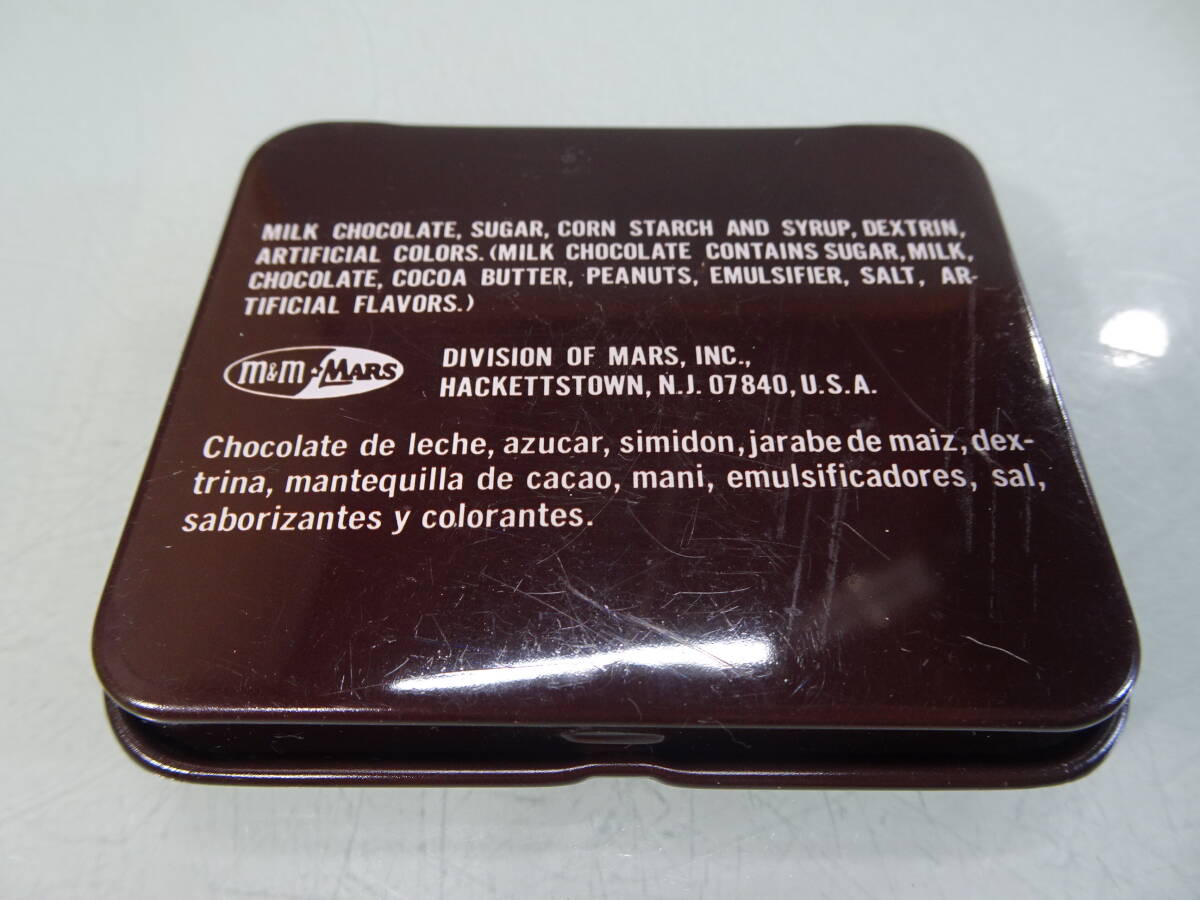 MILK CHOCOLATE, SUGAR, CORN STARCH AND SYRUP, DEXTRIN,
ARTIFICIAL COLORS. (MILK CHOCOLATE CONTAINS SUGAR, MILK,
CHOCOLATE, COCOA BUTTER, PEANUTS, EMULSIFIER, SALT, AR-
TIFICIAL FLAVORS.)
m&m-MARS
DIVISION OF MARS, INC.,
HACKETTSTOWN, N.J. 07840, U.S.A.
Chocolate de leche, azucar, simidon, jarabe de maiz, dex-
trina, mantequilla de cacao, mani, emulsificadores, sal,
saborizantes y colorantes.